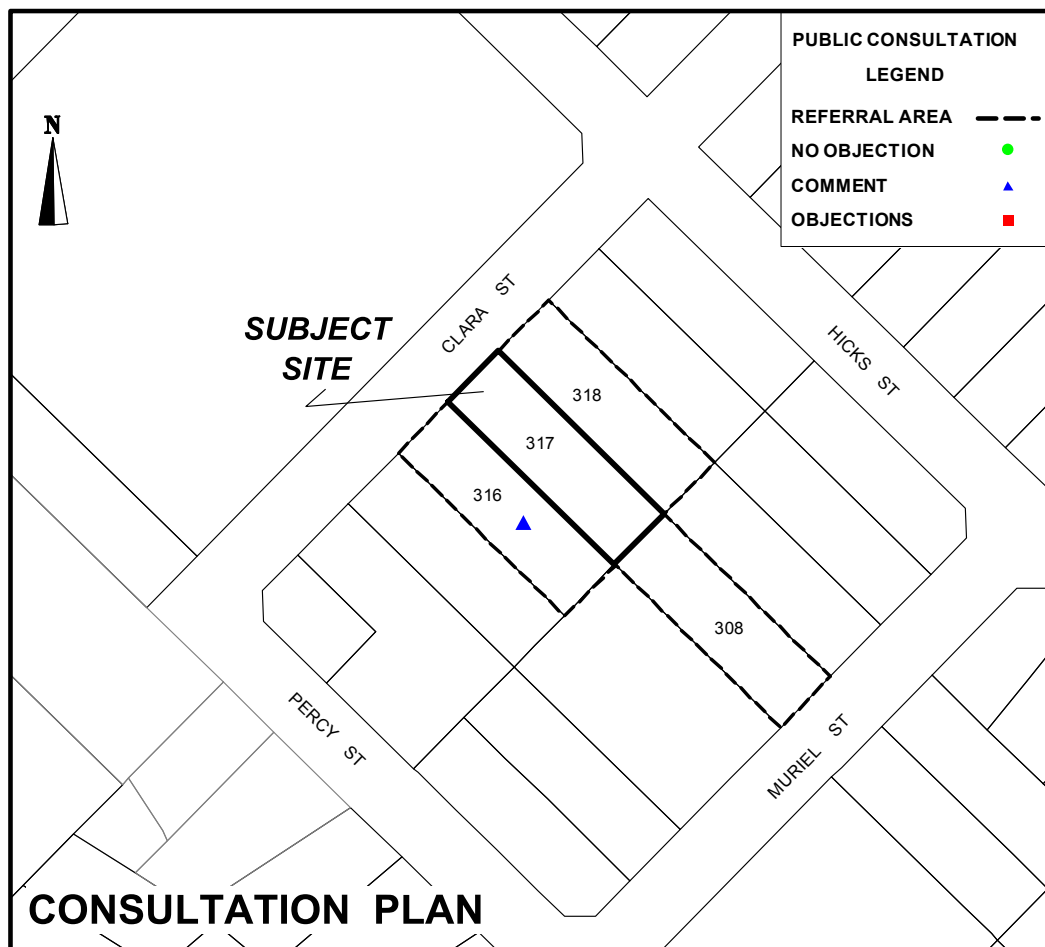 PUBLIC CONSULTATION
LEGEND
REFERRAL AREA
NO OBJECTION
COMMENT
OBJECTIONS
N
CLARA ST
HICKS ST
SUBJECT
SITE
318
317
316
308
PERCY ST
MURIEL ST
CONSULTATION PLAN